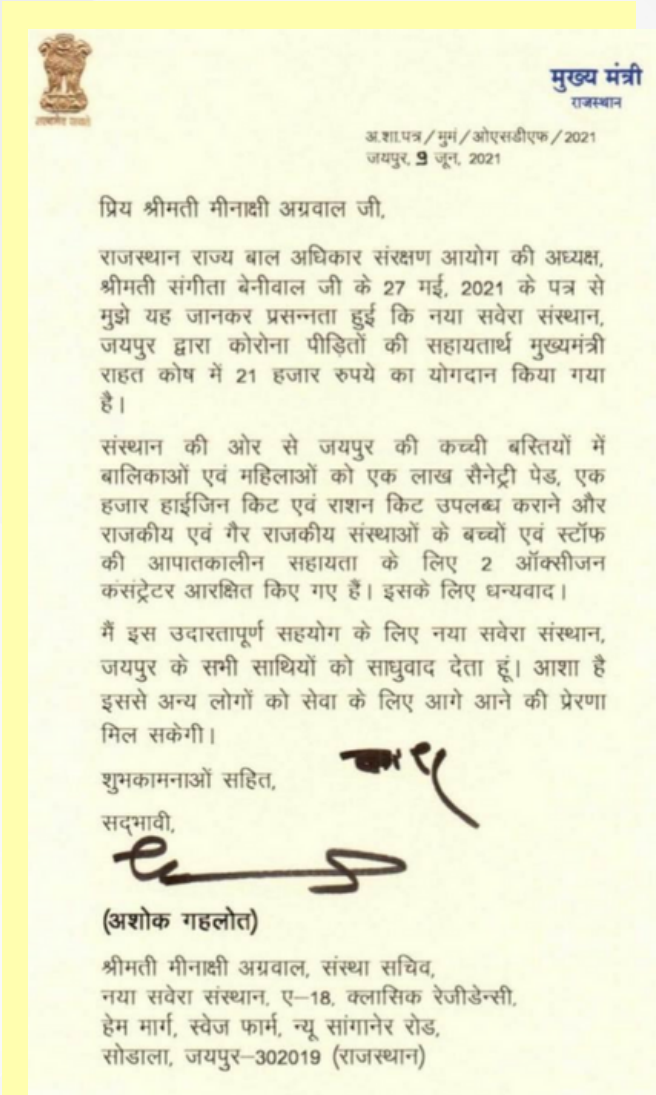 मुख्य मंत्री
राजस्थान
अ.शा.पत्र/मुमं/ओएसडीएफ/2021
जयपुर, 9 जून, 2021
प्रिय श्रीमती मीनाक्षी अग्रवाल जी,
राजस्थान राज्य बाल अधिकार संरक्षण आयोग की अध्यक्ष,
श्रीमती संगीता बेनीवाल जी के 27 मई, 2021 के पत्र से
मुझे यह जानकर प्रसन्नता हुई कि नया सवेरा संस्थान,
जयपुर द्वारा कोरोना पीड़ितों की सहायतार्थ मुख्यमंत्री
राहत कोष में 21 हजार रुपये का योगदान किया गया
है।
संस्थान की ओर से जयपुर की कच्ची बस्तियों में
बालिकाओं एवं महिलाओं को एक लाख सैनेट्री पेड, एक
हजार हाईजिन किट एवं राशन किट उपलब्ध कराने और
राजकीय एवं गैर राजकीय संस्थाओं के बच्चों एवं स्टॉफ
की आपातकालीन सहायता के लिए 2 ऑक्सीजन
कंसंट्रेटर आरक्षित किए गए हैं। इसके लिए धन्यवाद।
मैं इस उदारतापूर्ण सहयोग के लिए नया सवेरा संस्थान,
जयपुर के सभी साथियों को साधुवाद देता हूं। आशा है
इससे अन्य लोगों को सेवा के लिए आगे आने की प्रेरणा
मिल सकेगी।
शुभकामनाओं सहित,
सद्भावी,
(अशोक गहलोत)
श्रीमती मीनाक्षी अग्रवाल, संस्था सचिव,
नया सवेरा संस्थान, ए–18, क्लासिक रेजीडेन्सी,
हेम मार्ग, स्वेज फार्म, न्यू सांगानेर रोड,
सोडाला, जयपुर–302019 (राजस्थान)